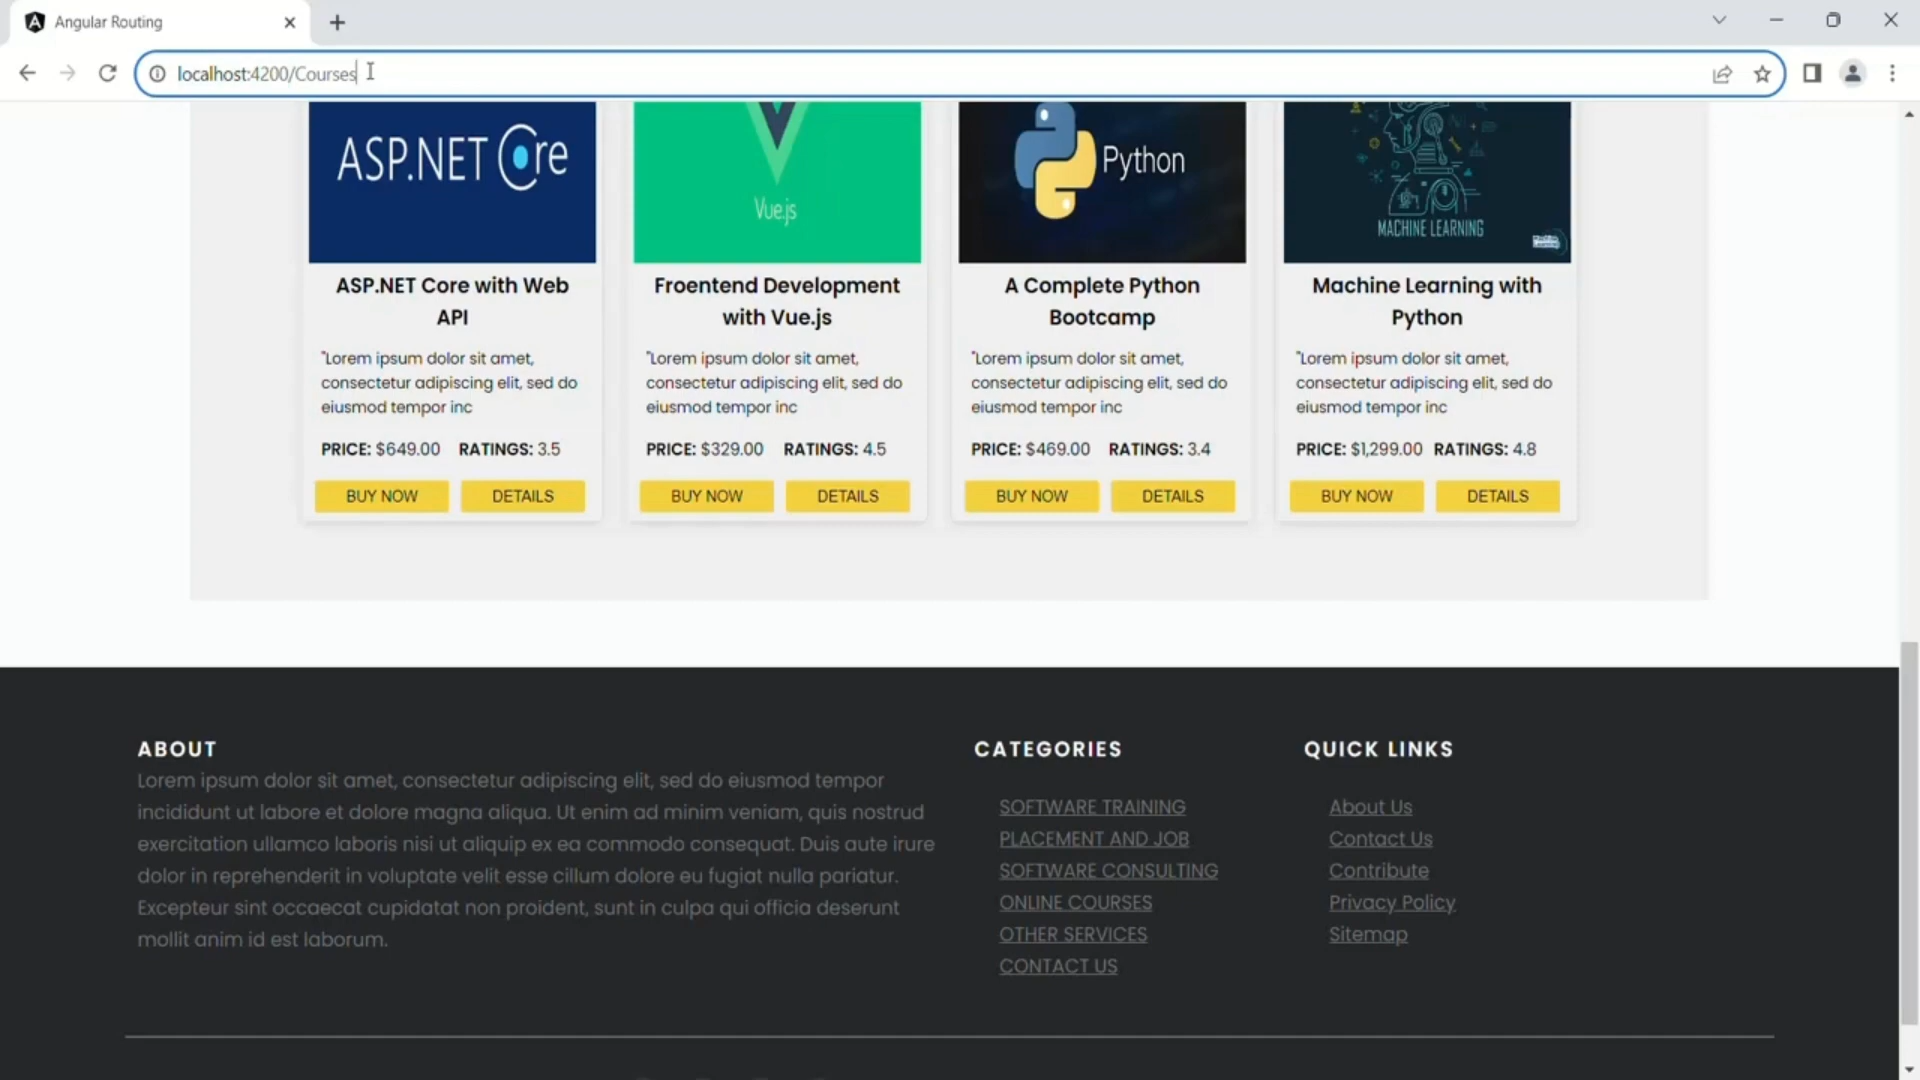 Angular Routing
localhost:4200/Courses
ASP.NET Core
Vue.js
Python
MACHINE LEARNING
ASP.NET Core with Web
API
"Lorem ipsum dolor sit amet,
consectetur adipiscing elit, sed do
eiusmod tempor inc
PRICE: $649.00 RATINGS: 3.5
BUY NOW DETAILS
Froentend Development
with Vue.js
"Lorem ipsum dolor sit amet,
consectetur adipiscing elit, sed do
eiusmod tempor inc
PRICE: $329.00 RATINGS: 4.5
BUY NOW DETAILS
A Complete Python
Bootcamp
"Lorem ipsum dolor sit amet,
consectetur adipiscing elit, sed do
eiusmod tempor inc
PRICE: $469.00 RATINGS: 3.4
BUY NOW DETAILS
Machine Learning with
Python
"Lorem ipsum dolor sit amet,
consectetur adipiscing elit, sed do
eiusmod tempor inc
PRICE: $1,299.00 RATINGS: 4.8
BUY NOW DETAILS
ABOUT
Lorem ipsum dolor sit amet, consectetur adipiscing elit, sed do eiusmod tempor
incididunt ut labore et dolore magna aliqua. Ut enim ad minim veniam, quis nostrud
exercitation ullamco laboris nisi ut aliquip ex ea commodo consequat. Duis aute irure
dolor in reprehenderit in voluptate velit esse cillum dolore eu fugiat nulla pariatur.
Excepteur sint occaecat cupidatat non proident, sunt in culpa qui officia deserunt
mollit anim id est laborum.
CATEGORIES
SOFTWARE TRAINING
PLACEMENT AND JOB
SOFTWARE CONSULTING
ONLINE COURSES
OTHER SERVICES
CONTACT US
QUICK LINKS
About Us
Contact Us
Contribute
Privacy Policy
Sitemap